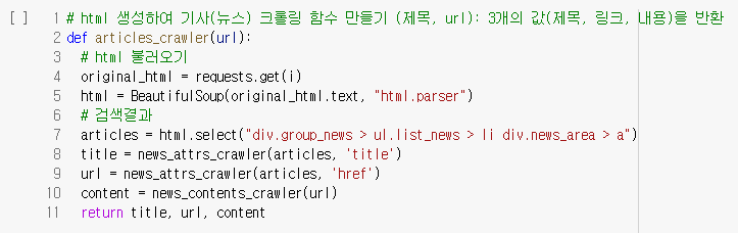 [ ] 1 # html 생성하여 기사(뉴스) 크롤링 함수 만들기 (제목, url): 3개의 값(제목, 링크, 내용)을 반환
2 def articles_crawler(url):
3 # html 불러오기
4 original_html = requests.get(i)
5 html = BeautifulSoup(original_html.text, "html.parser")
6 # 검색결과
7 articles = html.select("div.group_news > ul.list_news > li div.news_area > a")
8 title = news_attrs_crawler(articles, 'title')
9 url = news_attrs_crawler(articles, 'href')
10 content = news_contents_crawler(url)
11 return title, url, content